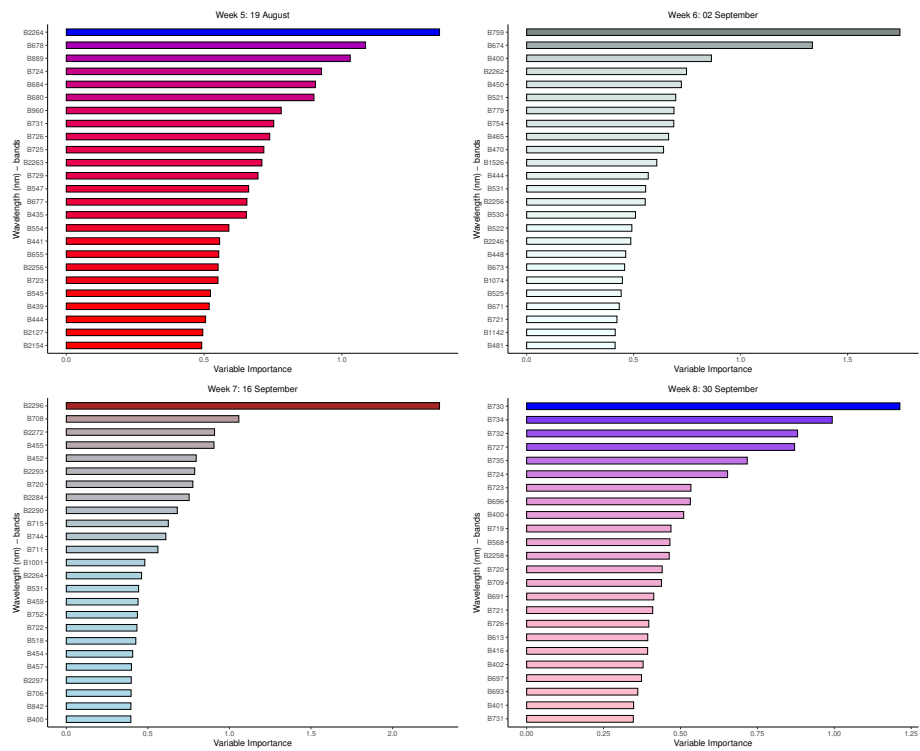 Week 5: 19 August
Wavelength (nm) − bands
B2264
B678
B889
B724
B684
B680
B960
B731
B726
B725
B2263
B729
B547
B677
B435
B554
B441
B655
B2256
B723
B545
B439
B444
B2127
B2154
0.0 0.5 1.0
Variable Importance
Week 6: 02 September
Wavelength (nm) − bands
B759
B674
B400
B2262
B450
B521
B779
B754
B465
B470
B1526
B444
B531
B2256
B530
B522
B2246
B448
B673
B1074
B525
B671
B721
B1142
B481
0.0 0.5 1.0 1.5
Variable Importance
Week 7: 16 September
Wavelength (nm) − bands
B2296
B708
B2272
B455
B452
B2293
B720
B2284
B2290
B715
B744
B711
B1001
B2264
B531
B459
B752
B722
B518
B454
B457
B2297
B706
B842
B400
0.0 0.5 1.0 1.5 2.0
Variable Importance
Week 8: 30 September
Wavelength (nm) − bands
B730
B734
B732
B727
B735
B724
B723
B696
B400
B719
B568
B2258
B720
B709
B691
B721
B726
B613
B416
B402
B697
B693
B401
B731
0.00 0.25 0.50 0.75 1.00 1.25
Variable Importance